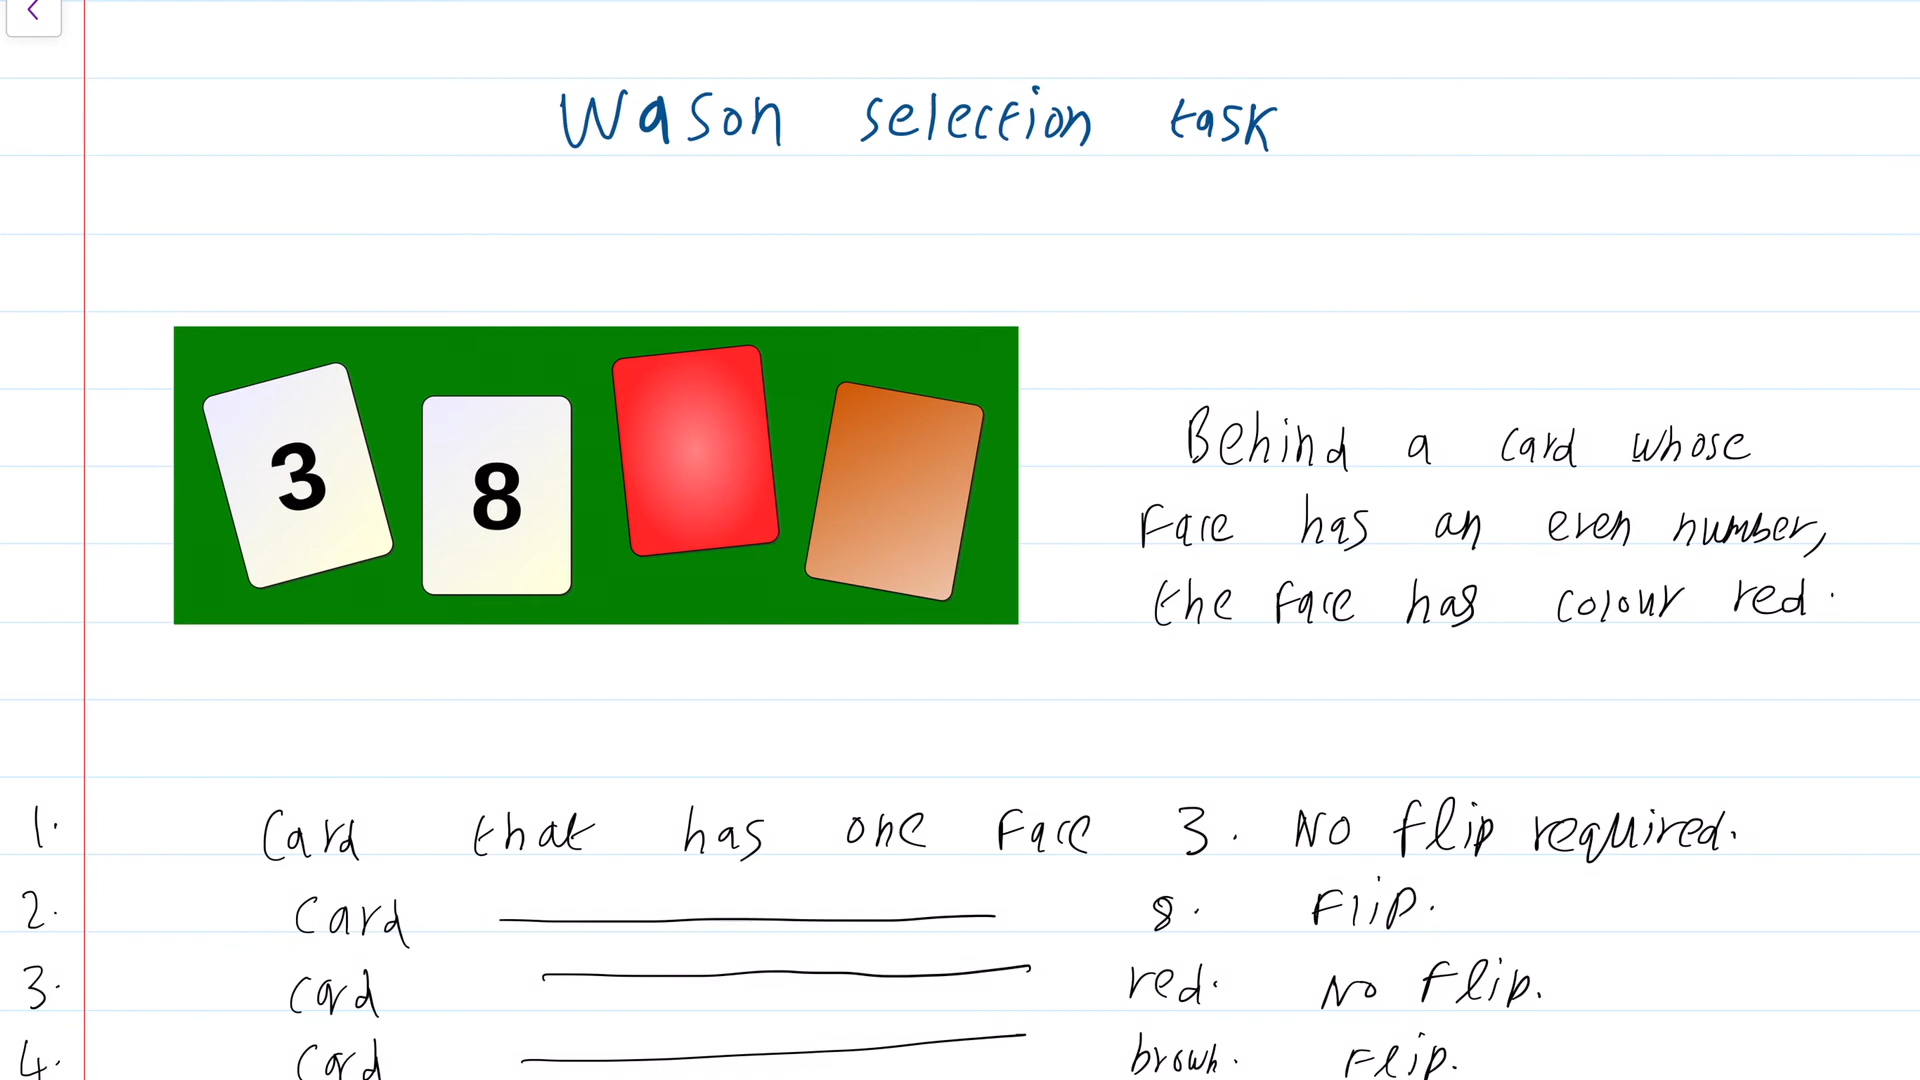 Wason selection task
3 8
Behind a card whose
face has an even number,
the face has colour red.
1. Card that has one face 3. No flip required.
2. Card 8. Flip.
3. Card red. No flip.
4. Card brown. Flip.